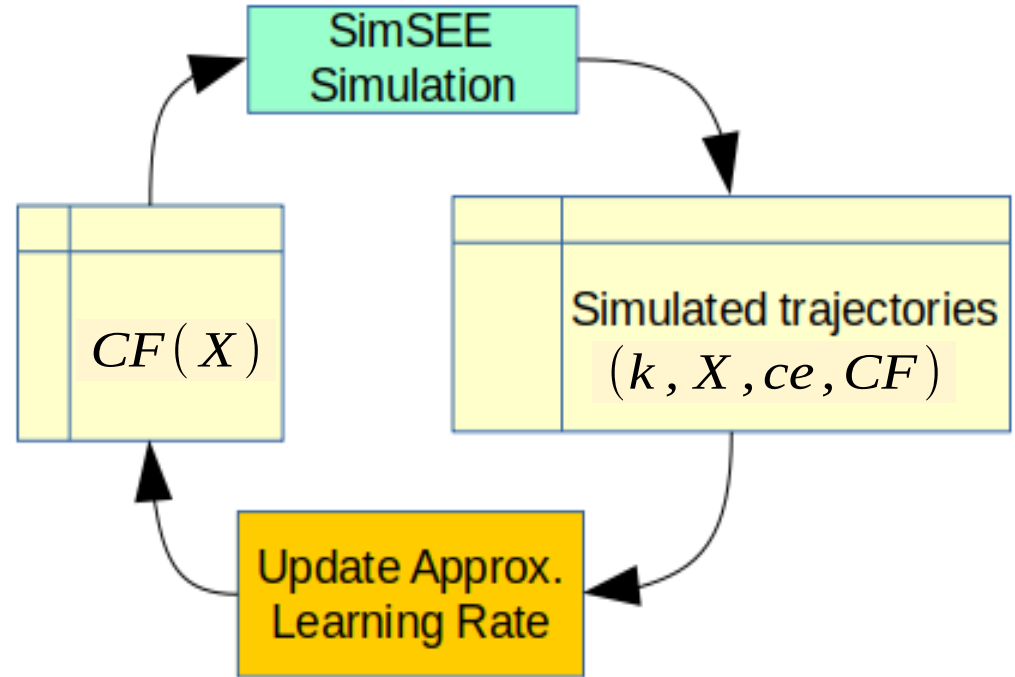 SimSEE
Simulation
CF(X)
Simulated trajectories
(k, X, ce, CF)
Update Approx.
Learning Rate